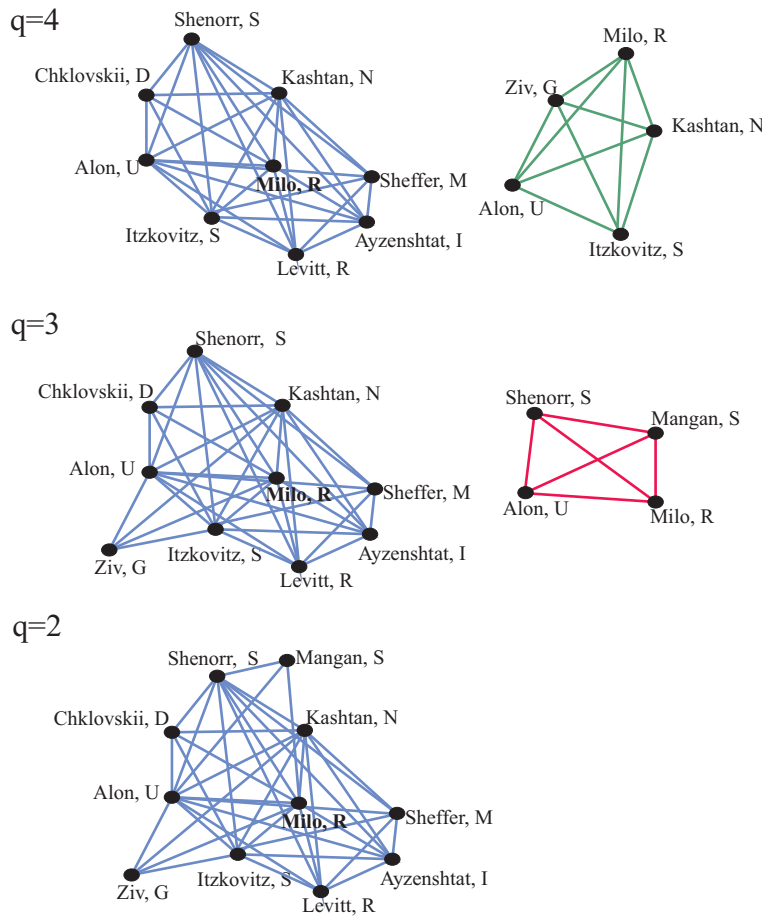 q=4
Shenorr, S
Chklovskii, D
Kashtan, N
Alon, U
Milo, R
Sheffer, M
Itzkovitz, S
Ayzenshtat, I
Levitt, R
Milo, R
Ziv, G
Kashtan, N
Alon, U
Itzkovitz, S
q=3
Shenorr, S
Chklovskii, D
Kashtan, N
Alon, U
Milo, R
Sheffer, M
Itzkovitz, S
Ayzenshtat, I
Ziv, G
Levitt, R
Shenorr, S
Mangan, S
Alon, U
Milo, R
q=2
Shenorr, S
Mangan, S
Chklovskii, D
Kashtan, N
Alon, U
Milo, R
Sheffer, M
Itzkovitz, S
Ayzenshtat, I
Ziv, G
Levitt, R